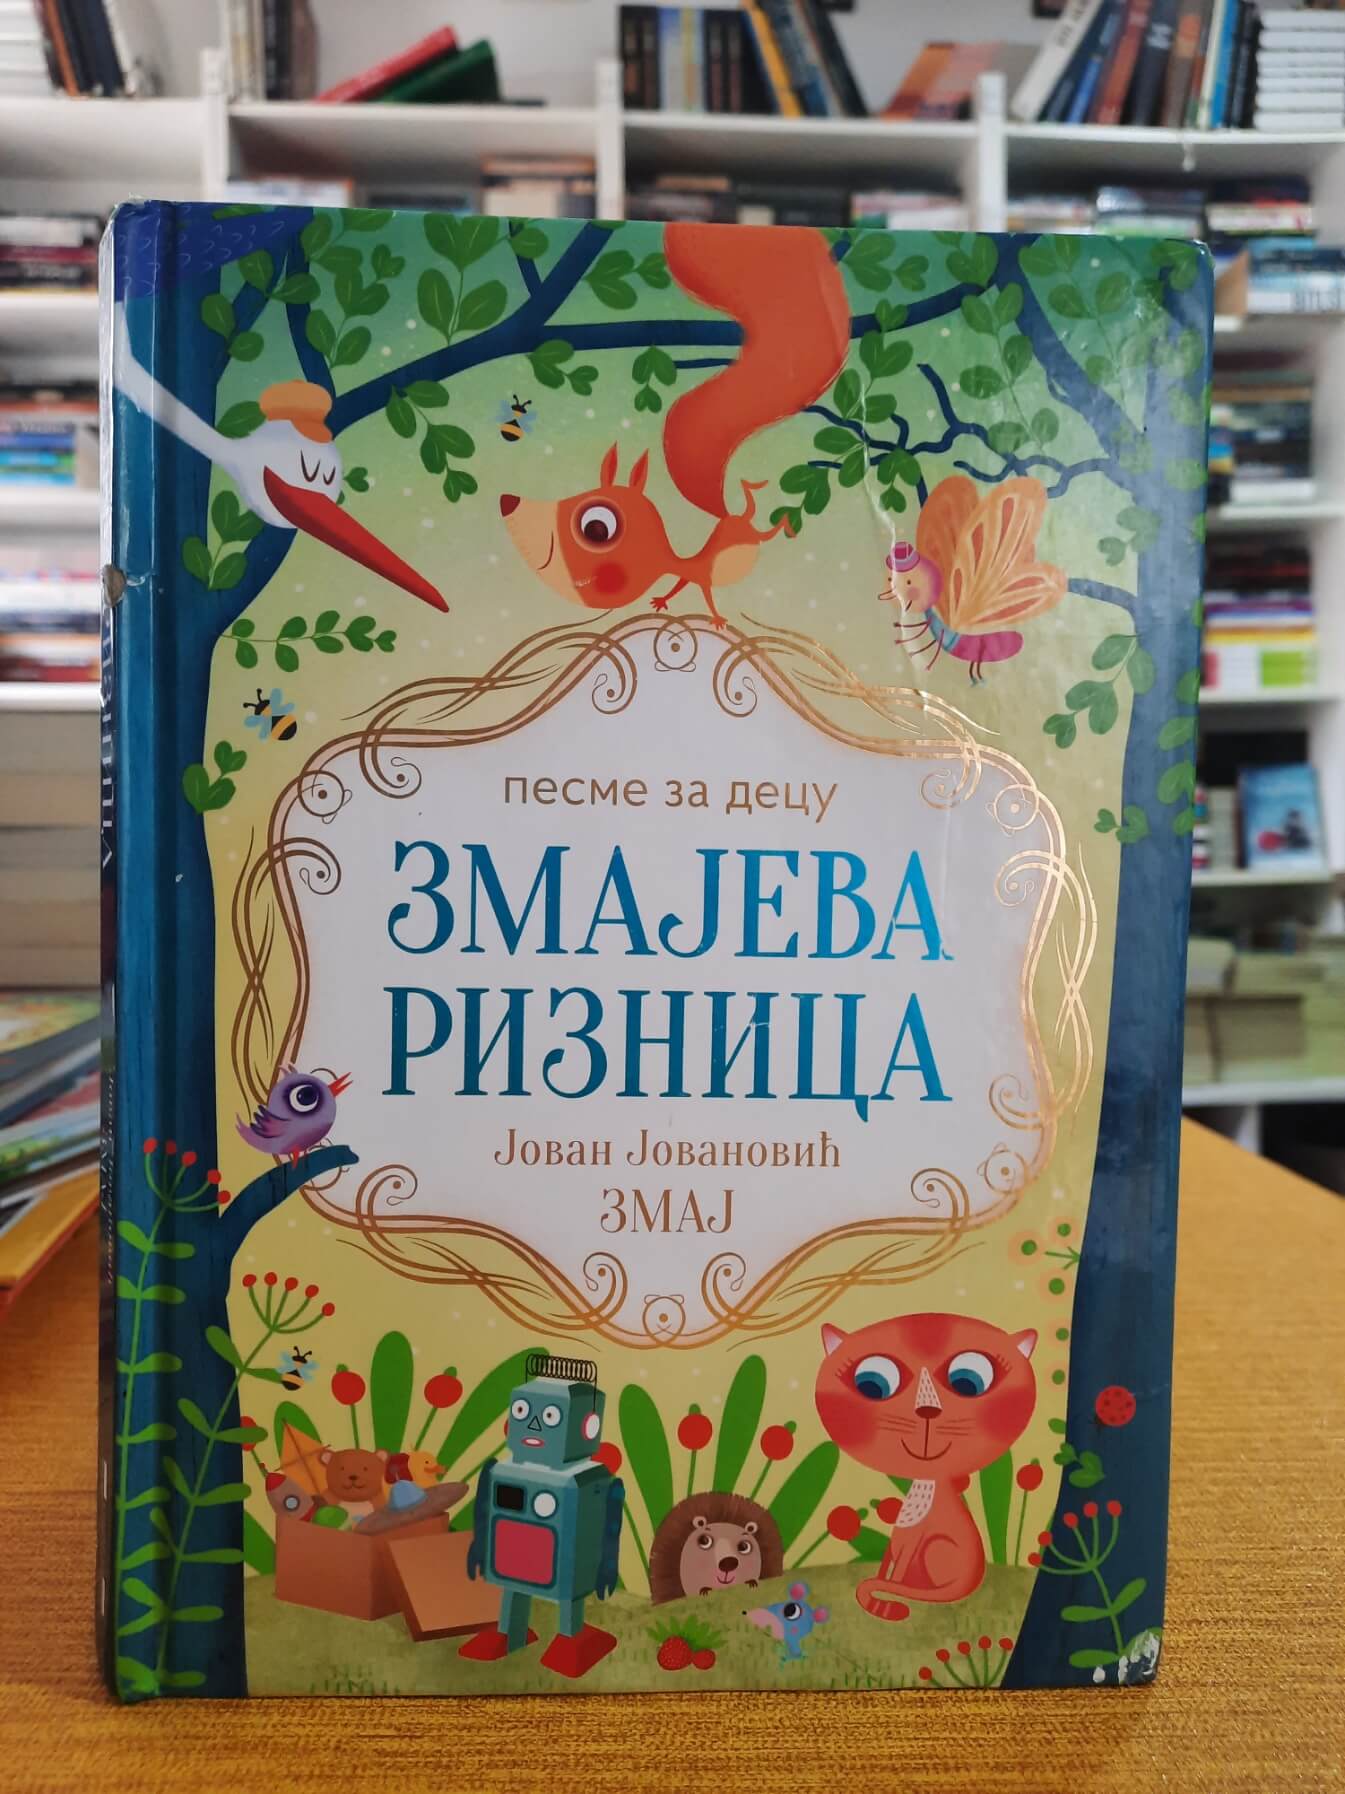 песме за децу
ЗМАЈЕВА
РИЗНИЦА
Јован Јовановић
ЗМАЈ